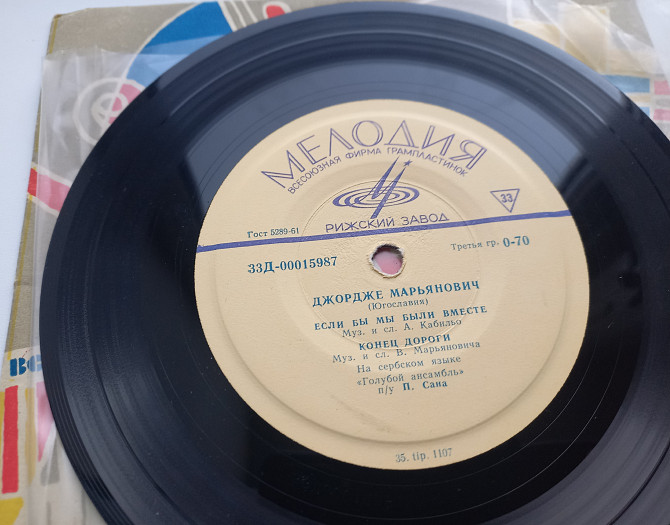 МЕЛОДИЯ
ВСЕСОЮЗНАЯ ФИРМА ГРАМПЛАСТИНОК
33
РИЖСКИЙ ЗАВОД
Гост 5289-61
33Д-00015987
Третья гр. 0-70
ДЖОРДЖЕ МАРЬЯНОВИЧ
(Югославия)
ЕСЛИ БЫ МЫ БЫЛИ ВМЕСТЕ
Муз. и сл. А. Кабильо
КОНЕЦ ДОРОГИ
Муз. и сл. В. Марьяновича
На сербском языке
«Голубой ансамбль»
п/у П. Сана
35. tip. 1107
ВС